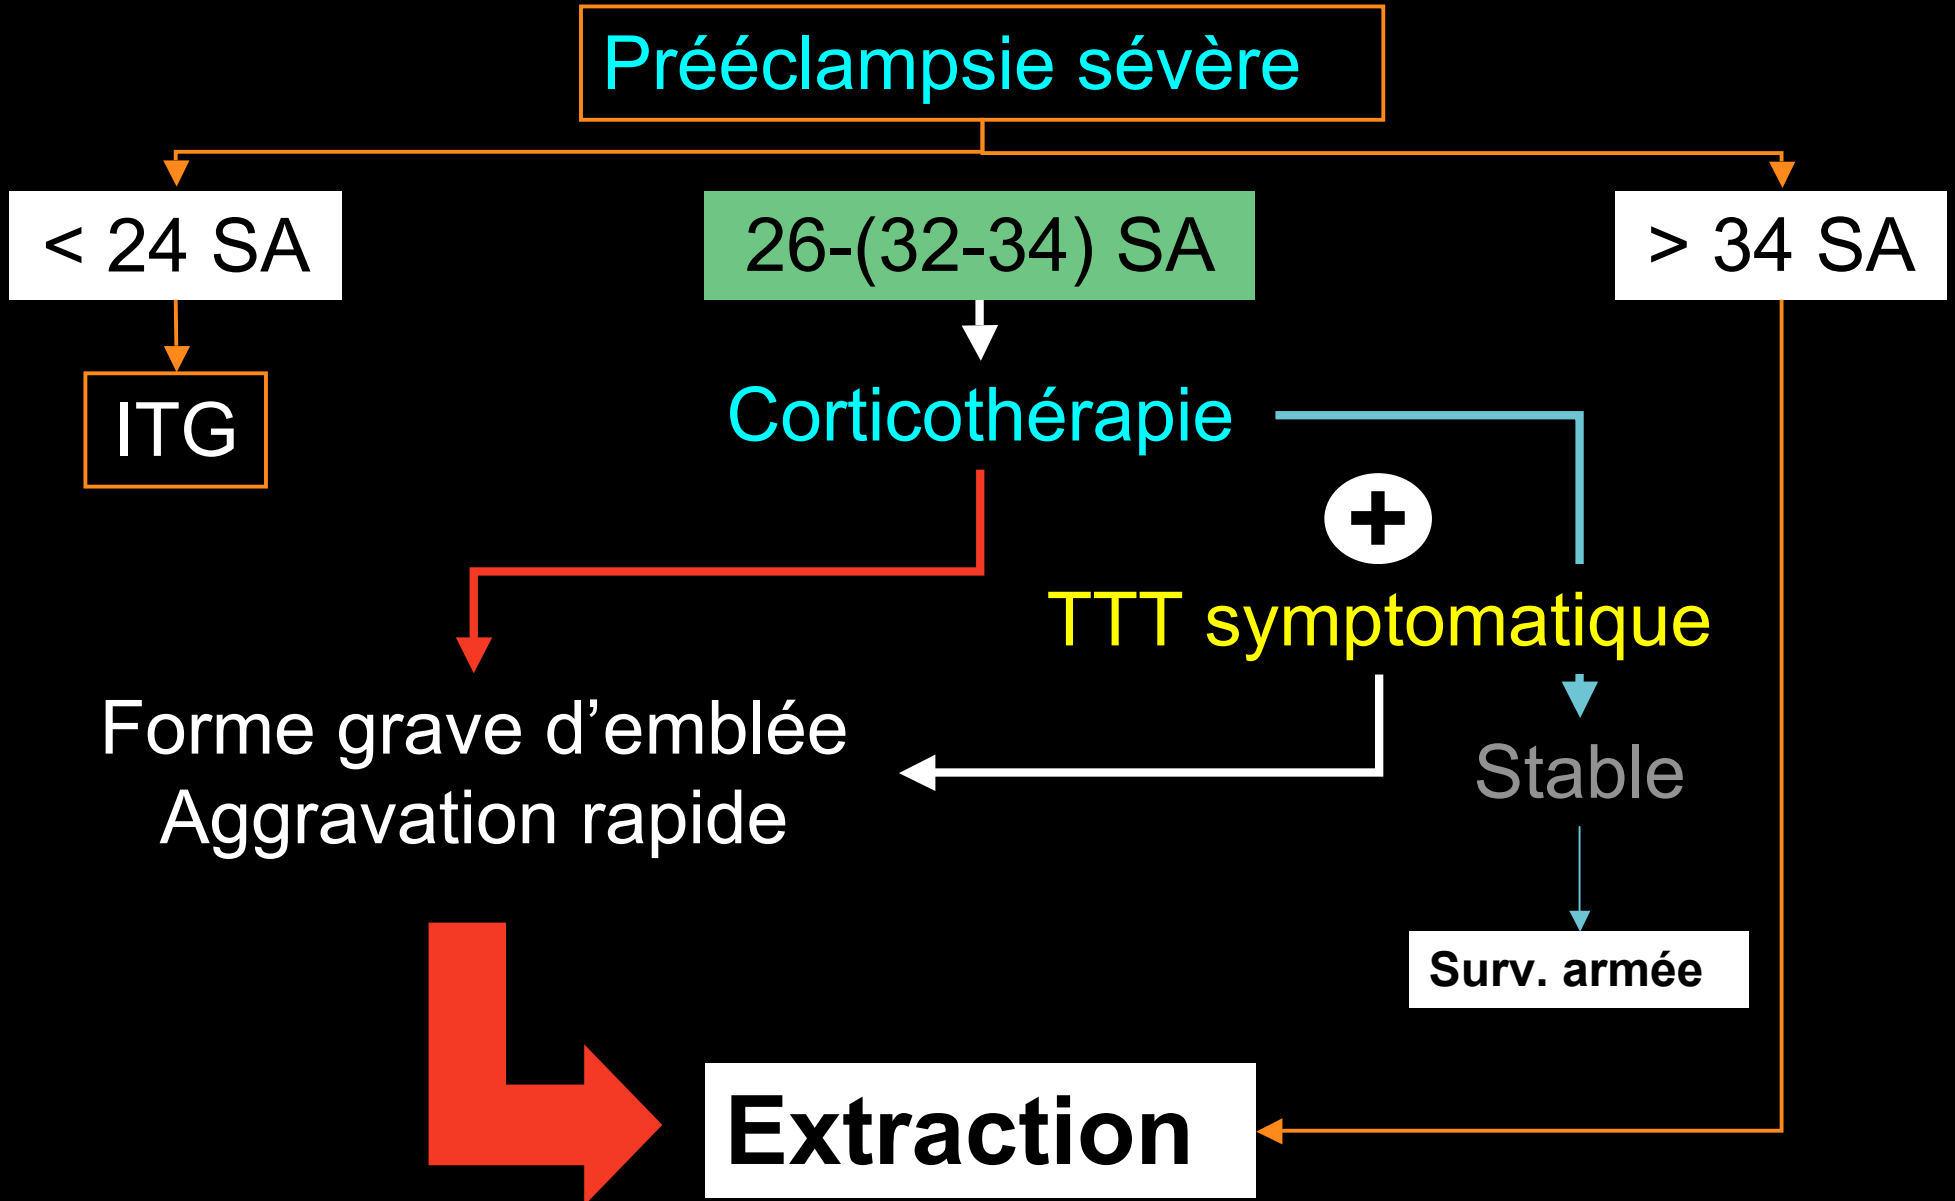 Prééclampsie sévère
< 24 SA
26-(32-34) SA
> 34 SA
ITG
Corticothérapie
+
TTT symptomatique
Forme grave d’emblée
Aggravation rapide
Stable
Surv. armée
Extraction